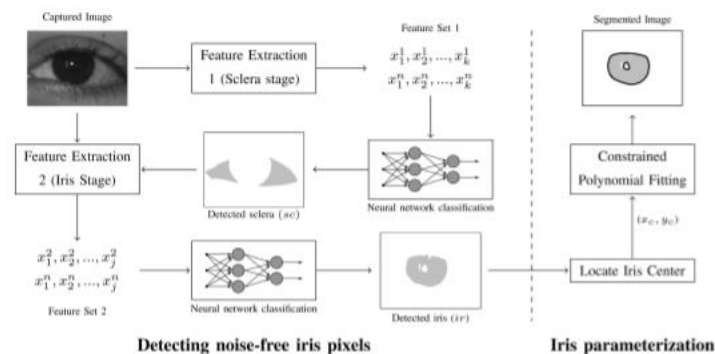 Captured Image
Feature Extraction
1 (Sclera stage)
Feature Set 1
x_1^1, x_2^1, ..., x_k^1
x_1^n, x_2^n, ..., x_k^n
Segmented Image
Feature Extraction
2 (Iris Stage)
Detected sclera (sc)
Neural network classification
Constrained
Polynomial Fitting
(x_c, y_c)
x_1^2, x_2^2, ..., x_j^2
x_1^n, x_2^n, ..., x_j^n
Feature Set 2
Neural network classification
Detected iris (ir)
Locate Iris Center
Detecting noise-free iris pixels
Iris parameterization